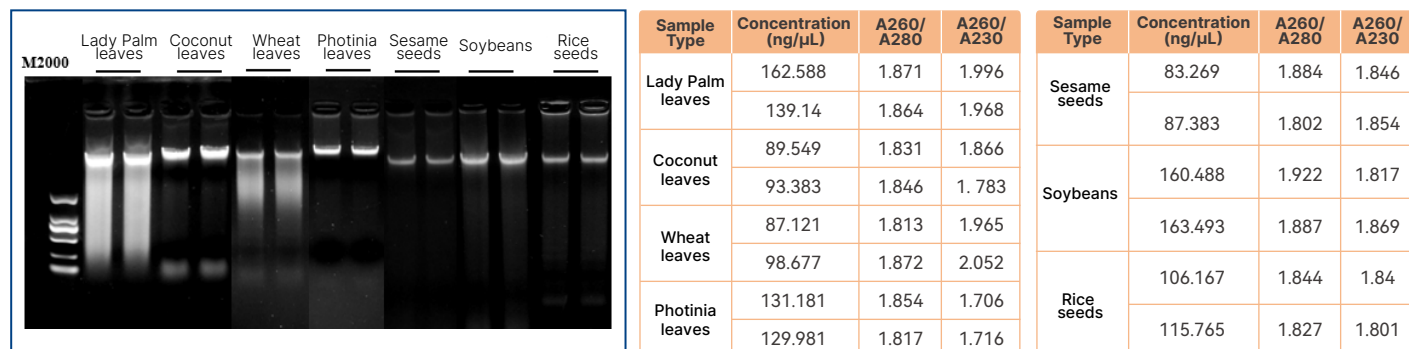 Lady Palm
leaves
Coconut
leaves
Wheat
leaves
Photinia
leaves
Sesame
seeds
Soybeans
Rice
seeds
M2000
Sample
Type
Concentration
(ng/μL)
A260/
A280
A260/
A230
Lady Palm
leaves
162.588 1.871 1.996
139.14 1.864 1.968
Coconut
leaves
89.549 1.831 1.866
93.383 1.846 1. 783
Wheat
leaves
87.121 1.813 1.965
98.677 1.872 2.052
Photinia
leaves
131.181 1.854 1.706
129.981 1.817 1.716
Sample
Type
Concentration
(ng/μL)
A260/
A280
A260/
A230
Sesame
seeds
83.269 1.884 1.846
87.383 1.802 1.854
Soybeans
160.488 1.922 1.817
163.493 1.887 1.869
Rice
seeds
106.167 1.844 1.84
115.765 1.827 1.801